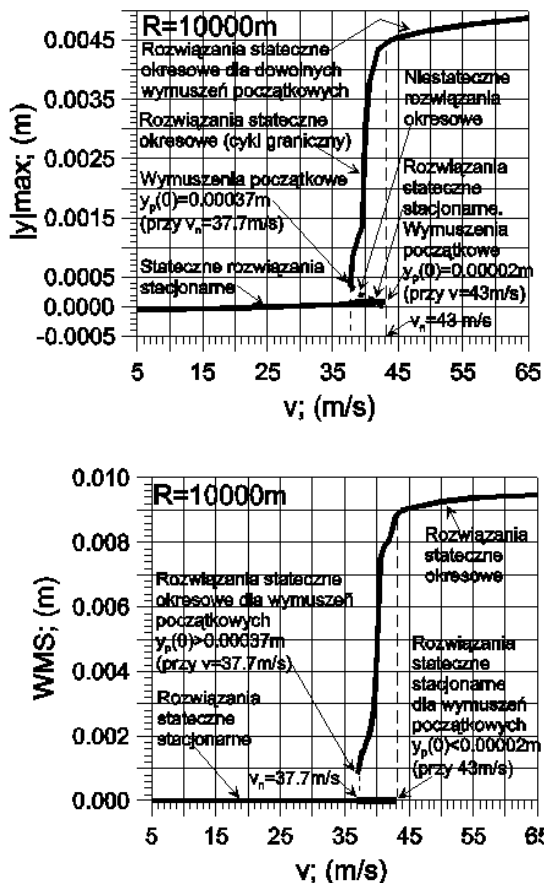 R=10000m
Rozwiązania stateczne
okresowe dla dowolnych
wymuszeń początkowych
Rozwiązania stateczne
okresowe (cykl graniczny)
Wymuszenia początkowe
yp(0)=0.00037m
(przy vn=37.7m/s)
Stateczne rozwiązania
stacjonarne
Niestateczne
rozwiązania
okresowe
Rozwiązania
stateczne
stacjonarne.
Wymuszenia
początkowe
yp(0)=0.00002m
(przy v=43m/s)
vn=43 m/s
|y|max; (m)
0.0045
0.0035
0.0025
0.0015
0.0005
0.0000
-0.0005
5 15 25 35 45 55 65
v; (m/s)
R=10000m
Rozwiązania
stateczne
okresowe
Rozwiązania stateczne
okresowe dla wymuszeń
początkowych
yp(0)>0.00037m
(przy v=37.7m/s)
Rozwiązania
stateczne
stacjonarne
vn=37.7m/s
Rozwiązania
stateczne
stacjonarne
dla wymuszeń
początkowych
yp(0)<0.00002m
(przy 43m/s)
WMS; (m)
0.010
0.008
0.006
0.004
0.002
0.000
5 15 25 35 45 55 65
v; (m/s)